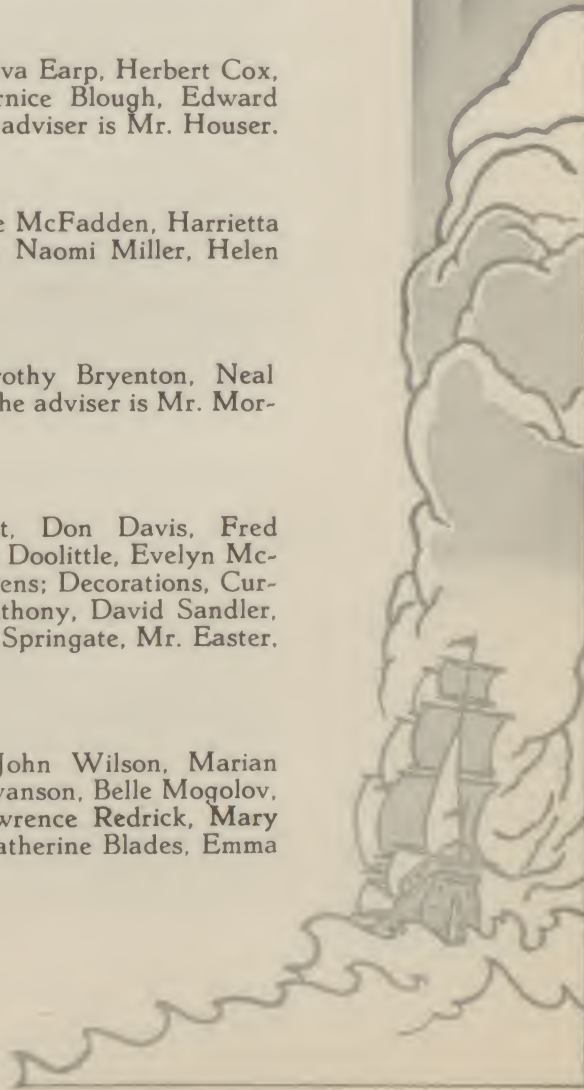 va Earp, Herbert Cox,
rnice Blough, Edward
adviser is Mr. Houser.
e McFadden, Harrietta
Naomi Miller, Helen
rothy Bryenton, Neal
he adviser is Mr. Mor-
t, Don Davis, Fred
Doolittle, Evelyn Mc-
ens; Decorations, Cur-
thony, David Sandler,
Springate, Mr. Easter.
John Wilson, Marian
vanson, Belle Mogolov,
wrence Redrick, Mary
atherine Blades, Emma